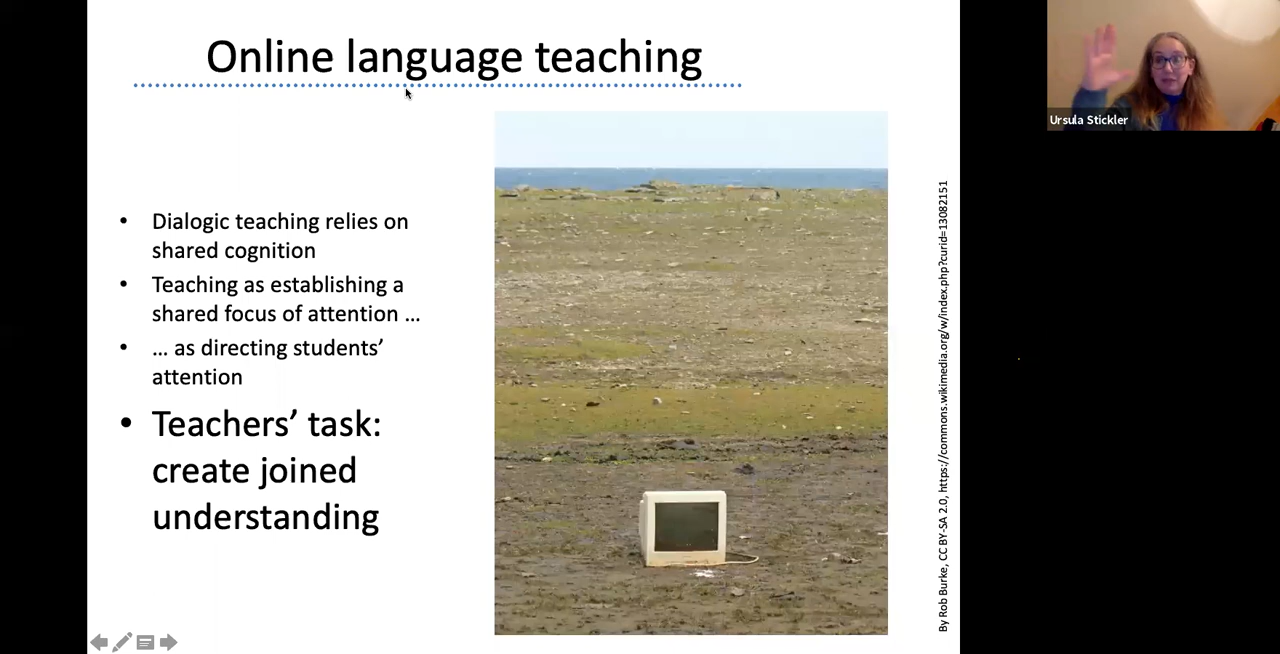 Online language teaching
Ursula Stickler
• Dialogic teaching relies on
shared cognition
• Teaching as establishing a
shared focus of attention …
• … as directing students’
attention
• Teachers’ task:
create joined
understanding
By Rob Burke, CC BY-SA 2.0, https://commons.wikimedia.org/w/index.php?curid=13082151